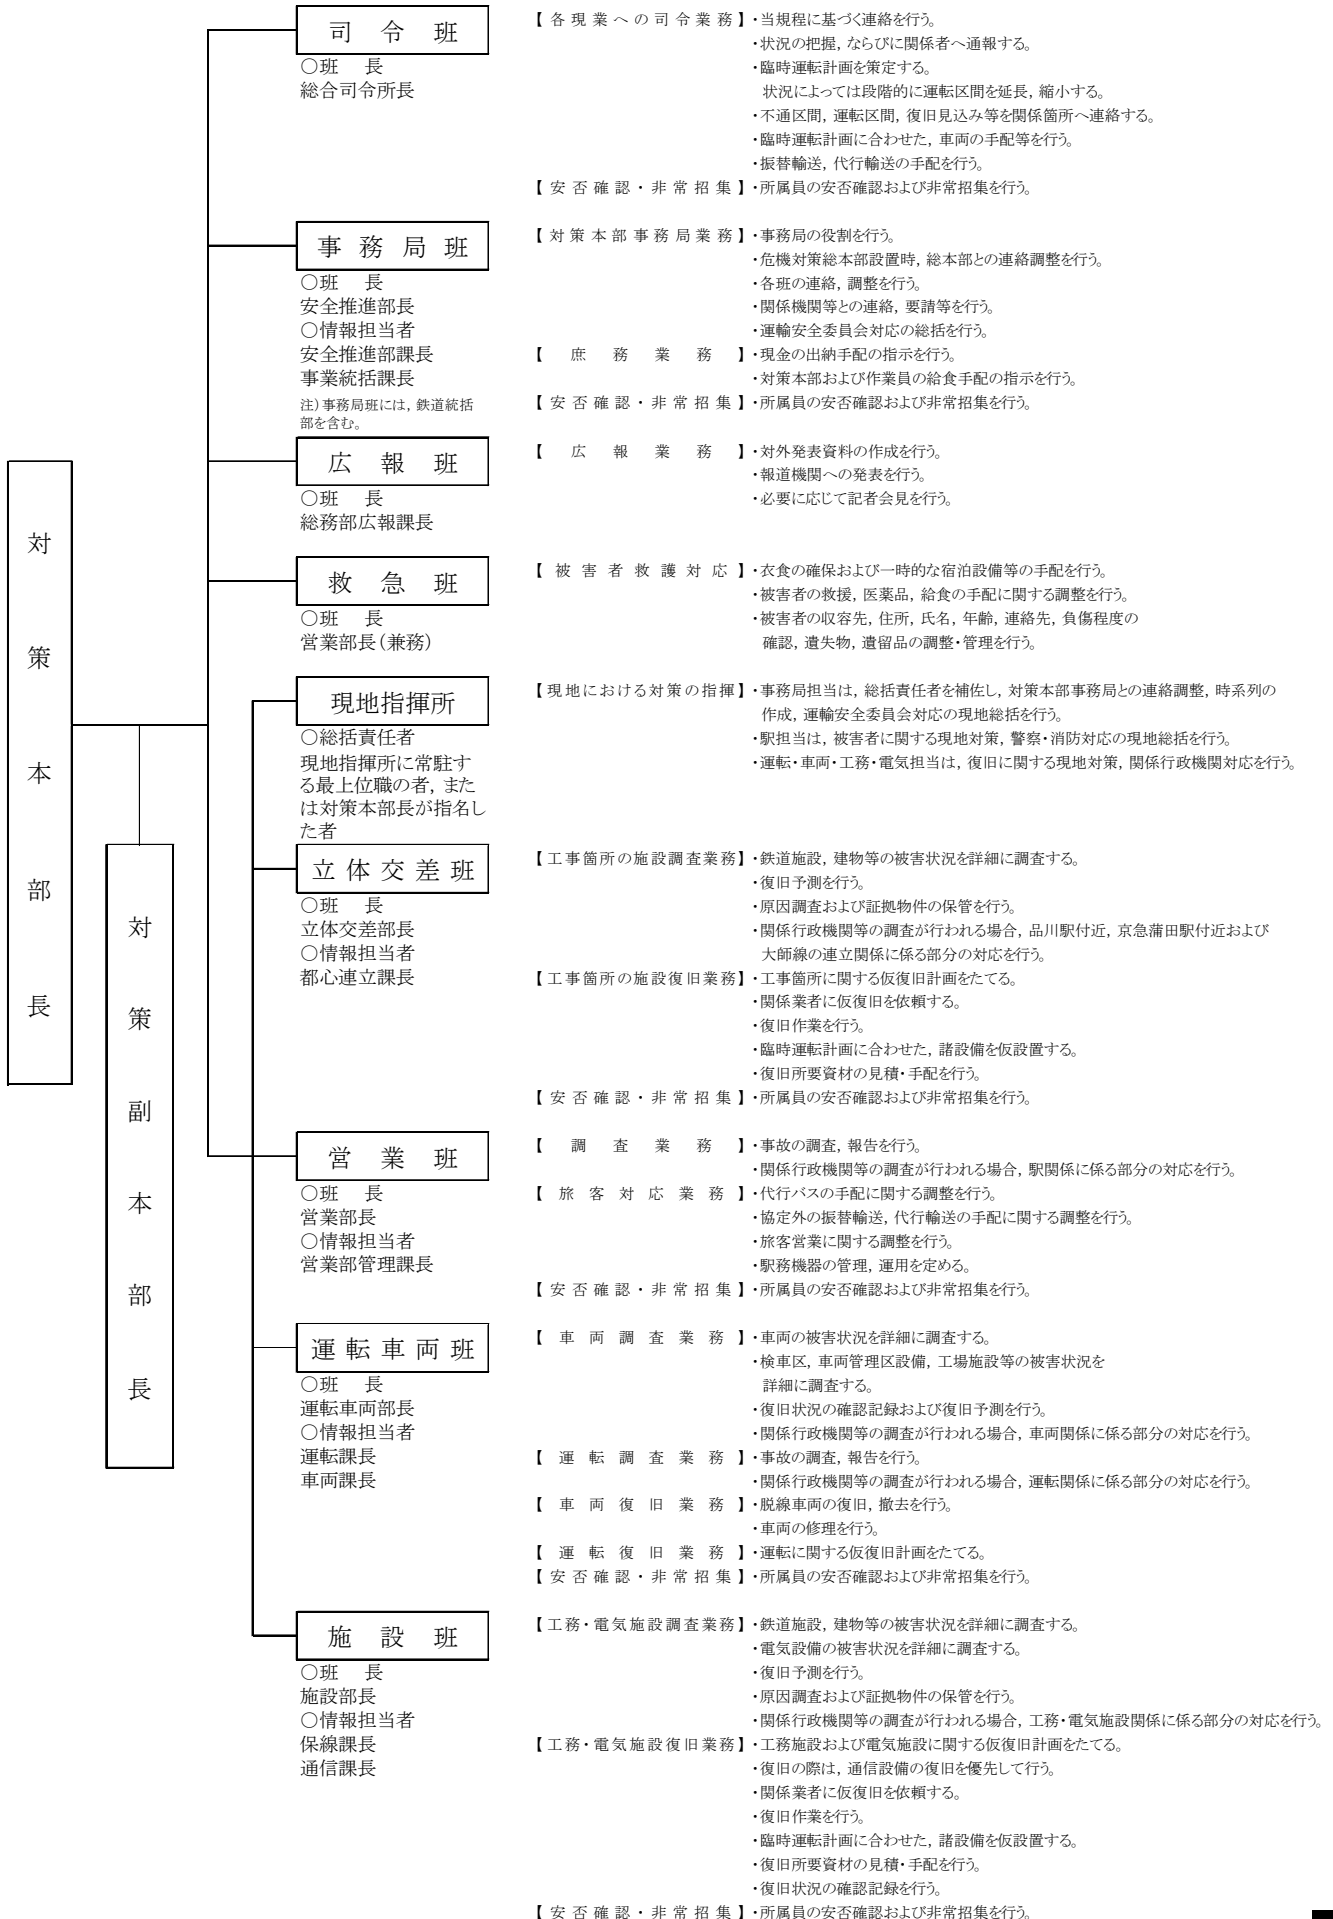 対策本部長
対策副本部長
司令班
○班　長
総合司令所長
【各現業への司令業務】・当規程に基づく連絡を行う。
・状況の把握，ならびに関係者へ通報する。
・臨時運転計画を策定する。
状況によっては段階的に運転区間を延長，縮小する。
・不通区間，運転区間，復旧見込み等を関係箇所へ連絡する。
・臨時運転計画に合わせた，車両の手配等を行う。
・振替輸送，代行輸送の手配を行う。
【安否確認・非常招集】・所属員の安否確認および非常招集を行う。
事務局班
○班　長
安全推進部長
○情報担当者
安全推進部課長
事業統括課長
注）事務局班には，鉄道統括
部を含む。
【対策本部事務局業務】・事務局の役割を行う。
・危機対策総本部設置時，総本部との連絡調整を行う。
・各班の連絡，調整を行う。
・関係機関等との連絡，要請等を行う。
・運輸安全委員会対応の総括を行う。
【庶務業務】・現金の出納手配の指示を行う。
・対策本部および作業員の給食手配の指示を行う。
【安否確認・非常招集】・所属員の安否確認および非常招集を行う。
広報班
○班　長
総務部広報課長
【広報業務】・対外発表資料の作成を行う。
・報道機関への発表を行う。
・必要に応じて記者会見を行う。
救急班
○班　長
営業部長（兼務）
【被害者救護対応】・衣食の確保および一時的な宿泊設備等の手配を行う。
・被害者の救援，医薬品，給食の手配に関する調整を行う。
・被害者の収容先，住所，氏名，年齢，連絡先，負傷程度の
確認，遺失物，遺留品の調整・管理を行う。
現地指揮所
○総括責任者
現地指揮所に常駐す
る最上位職の者，また
は対策本部長が指名し
た者
【現地における対策の指揮】・事務局担当は，総括責任者を補佐し，対策本部事務局との連絡調整，時系列の
作成，運輸安全委員会対応の現地総括を行う。
・駅担当は，被害者に関する現地対策，警察・消防対応の現地総括を行う。
・運転・車両・工務・電気担当は，復旧に関する現地対策，関係行政機関対応を行う。
立体交差班
○班　長
立体交差部長
○情報担当者
都心連立課長
【工事箇所の施設調査業務】・鉄道施設，建物等の被害状況を詳細に調査する。
・復旧予測を行う。
・原因調査および証拠物件の保管を行う。
・関係行政機関等の調査が行われる場合，品川駅付近，京急蒲田駅付近および
大師線の連立関係に係る部分の対応を行う。
【工事箇所の施設復旧業務】・工事箇所に関する仮復旧計画をたてる。
・関係業者に仮復旧を依頼する。
・復旧作業を行う。
・臨時運転計画に合わせた，諸設備を仮設置する。
・復旧所要資材の見積・手配を行う。
【安否確認・非常招集】・所属員の安否確認および非常招集を行う。
営業班
○班　長
営業部長
○情報担当者
営業部管理課長
【調査業務】・事故の調査，報告を行う。
・関係行政機関等の調査が行われる場合，駅関係に係る部分の対応を行う。
【旅客対応業務】・代行バスの手配に関する調整を行う。
・協定外の振替輸送，代行輸送の手配に関する調整を行う。
・旅客営業に関する調整を行う。
・駅務機器の管理，運用を定める。
【安否確認・非常招集】・所属員の安否確認および非常招集を行う。
運転車両班
○班　長
運転車両部長
○情報担当者
運転課長
車両課長
【車両調査業務】・車両の被害状況を詳細に調査する。
・検車区，車両管理区設備，工場施設等の被害状況を
詳細に調査する。
・復旧状況の確認記録および復旧予測を行う。
・関係行政機関等の調査が行われる場合，車両関係に係る部分の対応を行う。
【運転調査業務】・事故の調査，報告を行う。
・関係行政機関等の調査が行われる場合，運転関係に係る部分の対応を行う。
【車両復旧業務】・脱線車両の復旧，撤去を行う。
・車両の修理を行う。
【運転復旧業務】・運転に関する仮復旧計画をたてる。
【安否確認・非常招集】・所属員の安否確認および非常招集を行う。
施設班
○班　長
施設部長
○情報担当者
保線課長
通信課長
【工務・電気施設調査業務】・鉄道施設，建物等の被害状況を詳細に調査する。
・電気設備の被害状況を詳細に調査する。
・復旧予測を行う。
・原因調査および証拠物件の保管を行う。
・関係行政機関等の調査が行われる場合，工務・電気施設関係に係る部分の対応を行う。
【工務・電気施設復旧業務】・工務施設および電気施設に関する仮復旧計画をたてる。
・復旧の際は，通信設備の復旧を優先して行う。
・関係業者に仮復旧を依頼する。
・復旧作業を行う。
・臨時運転計画に合わせた，諸設備を仮設置する。
・復旧所要資材の見積・手配を行う。
・復旧状況の確認記録を行う。
【安否確認・非常招集】・所属員の安否確認および非常招集を行う。